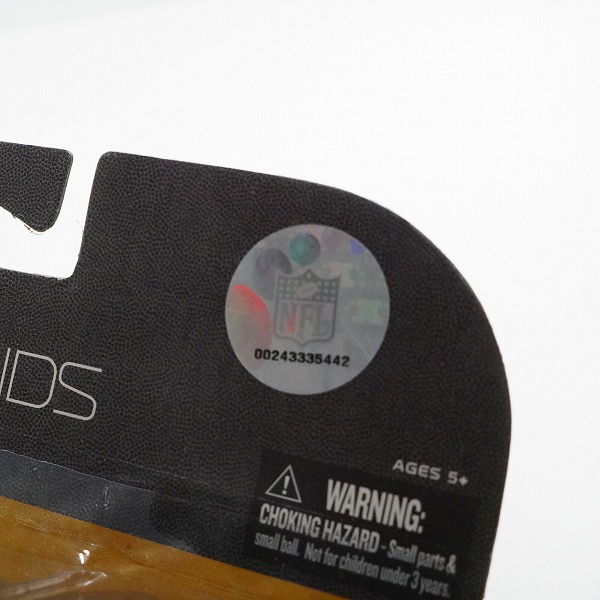 NFL
00243335442
IDS
AGES 5+
WARNING:
CHOKING HAZARD - Small parts &
small ball. Not for children under 3 years.